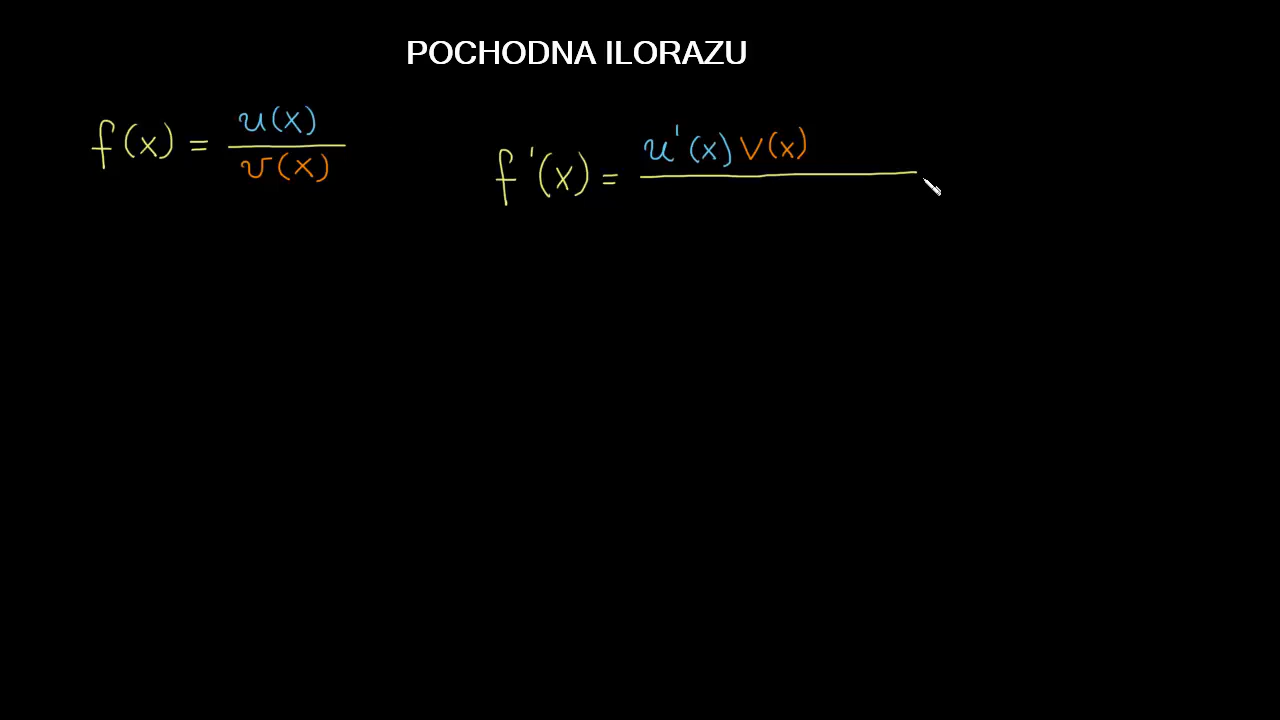 POCHODNA ILORAZU
f(x) = u(x) / v(x)
f'(x) = u'(x) v(x)